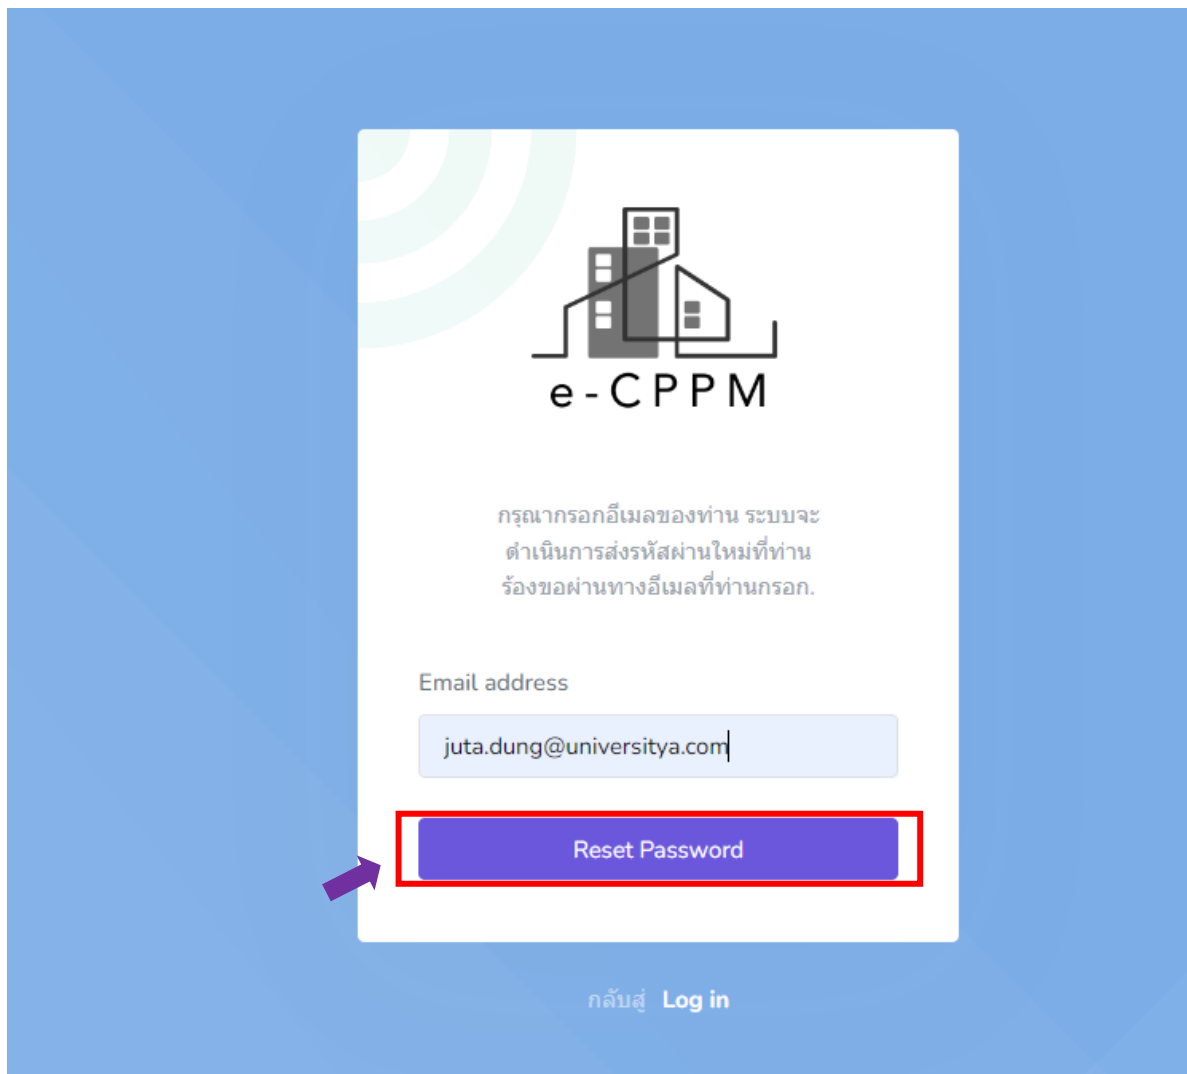 e-CPPM
กรุณากรอกอีเมลของท่าน ระบบจะ
ดำเนินการส่งรหัสผ่านใหม่ที่ท่าน
ร้องขอผ่านทางอีเมลที่ท่านกรอก.
Email address
juta.dung@universitya.com
Reset Password
กลับสู่ Log in